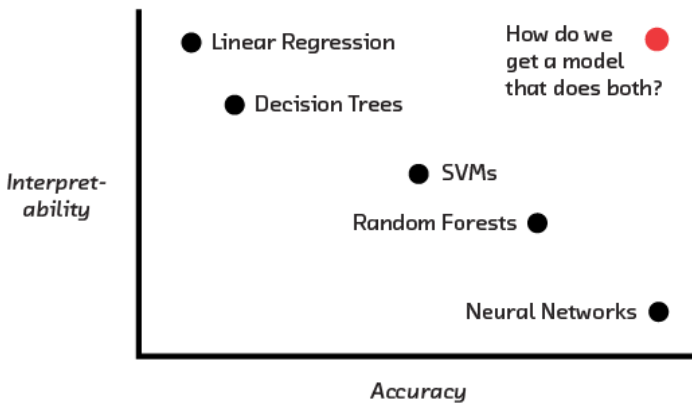 Linear Regression
How do we
get a model
that does both?
Decision Trees
Interpret-
ability
SVMs
Random Forests
Neural Networks
Accuracy